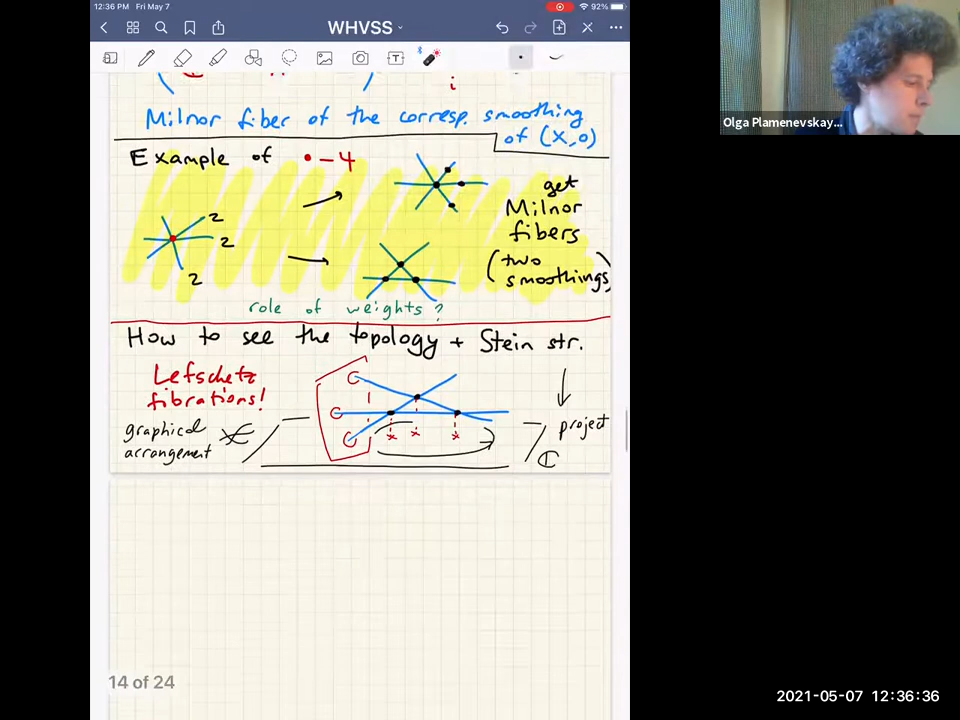 12:36 PM Fri May 7
92%
WHVSS
Milnor fiber of the corresp. smoothing
of (X,0)
Example of • -4
get
Milnor
fibers
(two
smoothings)
2
2
2
role of weights?
How to see the topology + Stein str.
Lefschetz
fibrations!
graphical
arrangement
project
ℂ
14 of 24
Olga Plamenevskay...
2021-05-07 12:36:36